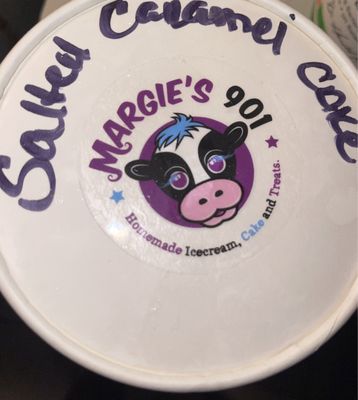 Salted Caramel Cake
MARGIE'S 901
Homemade Icecream, Cake and Treats.